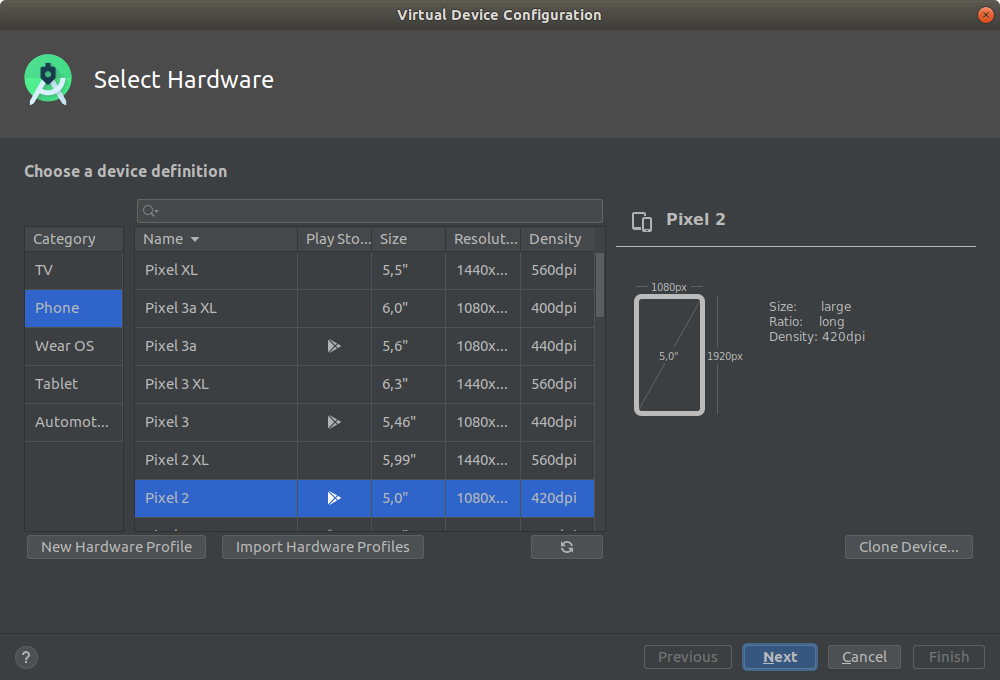 Virtual Device Configuration
Select Hardware
Choose a device definition
Category
TV
Phone
Wear OS
Tablet
Automot...
Name Play Sto... Size Resolut... Density
Pixel XL 5,5" 1440x... 560dpi
Pixel 3a XL 6,0" 1080x... 400dpi
Pixel 3a 5,6" 1080x... 440dpi
Pixel 3 XL 6,3" 1440x... 560dpi
Pixel 3 5,46" 1080x... 440dpi
Pixel 2 XL 5,99" 1440x... 560dpi
Pixel 2 5,0" 1080x... 420dpi
Pixel 2
1080px
5,0"
1920px
Size: large
Ratio: long
Density: 420dpi
New Hardware Profile Import Hardware Profiles Clone Device...
? Previous Next Cancel Finish